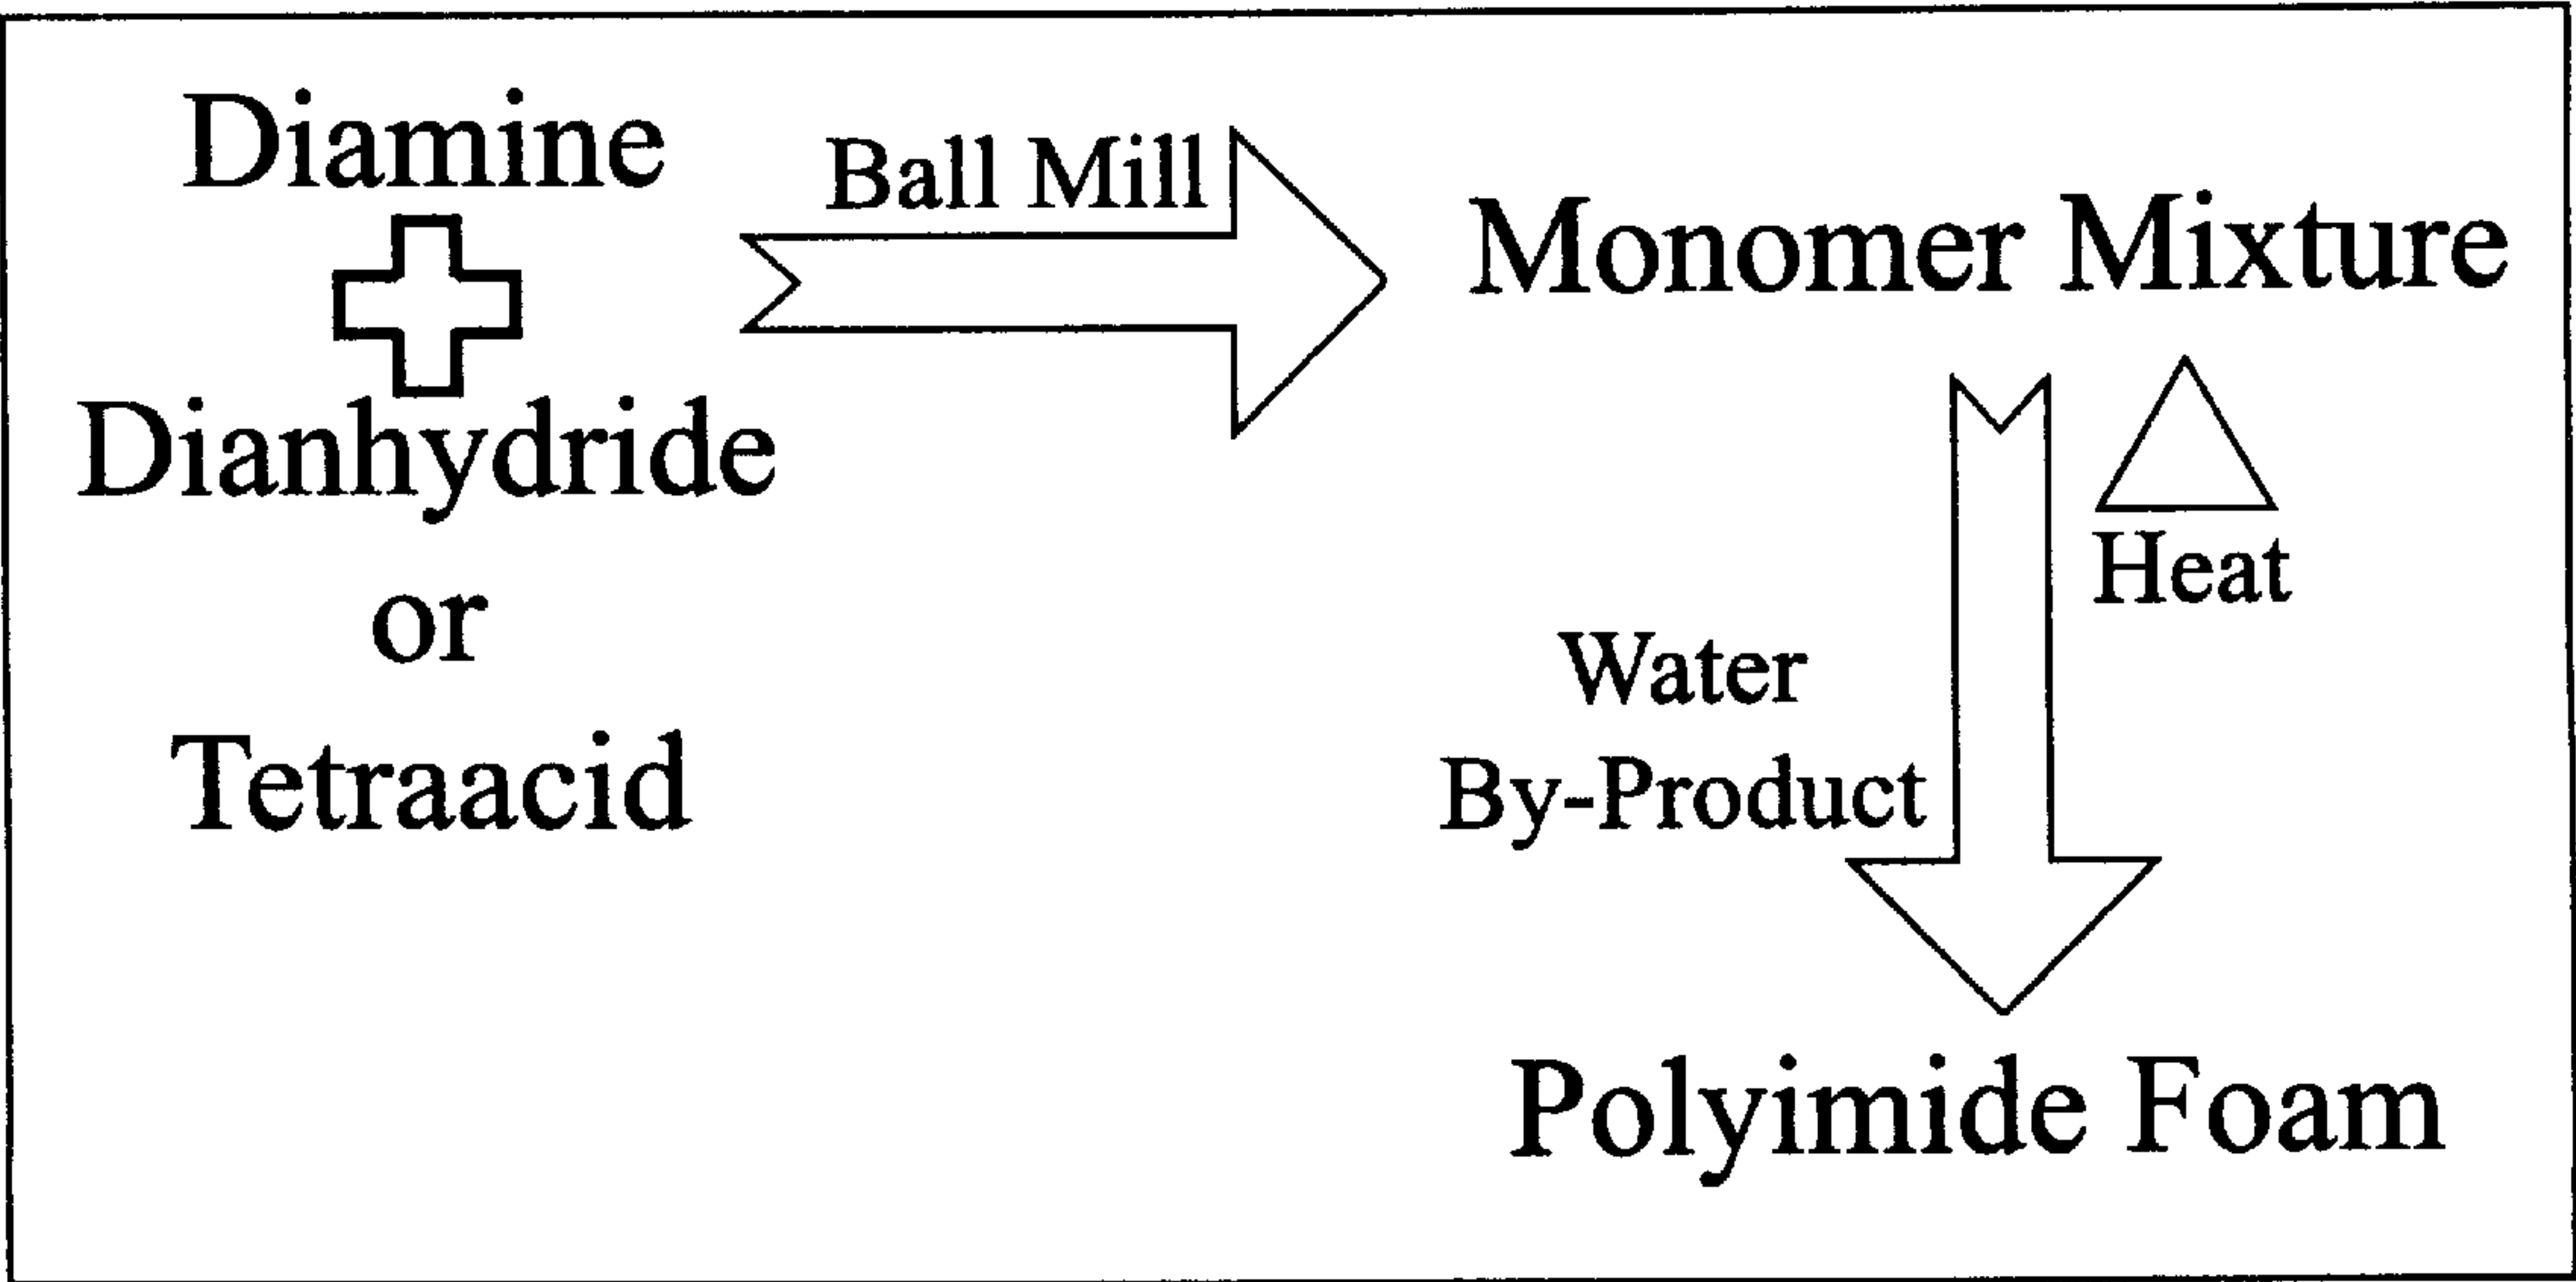 Diamine
Dianhydride
or
Tetraacid
Ball Mill
Monomer Mixture
Heat
Water
By-Product
Polyimide Foam